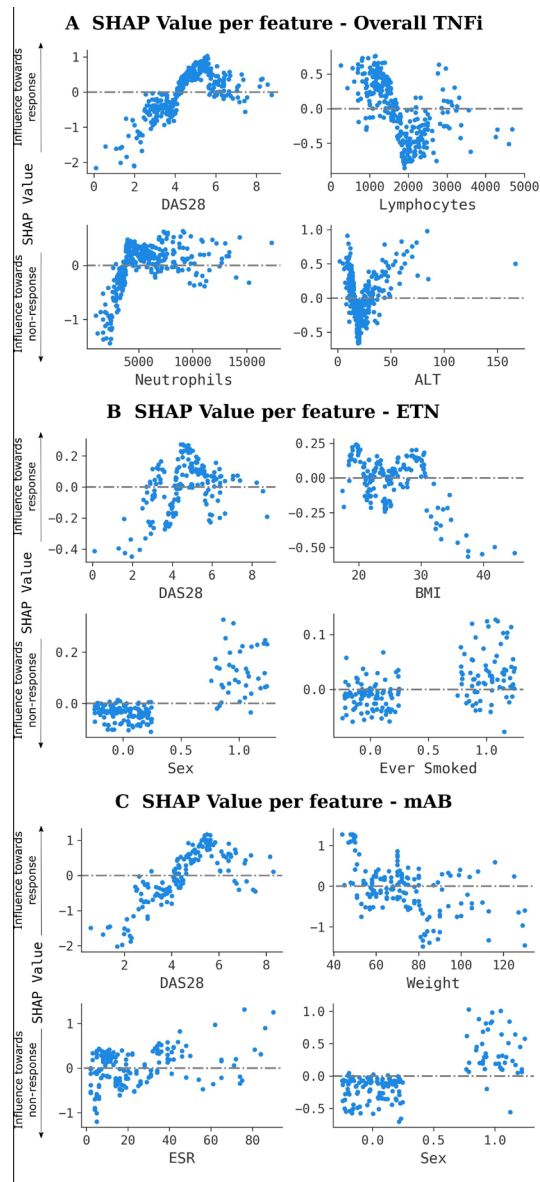 A SHAP Value per feature - Overall TNFi
Influence towards
response
SHAP Value
Influence towards
non-response
1
0
−1
−2
0 2 4 6 8
DAS28
0.5
0.0
−0.5
0 1000 2000 3000 4000 5000
Lymphocytes
0
−1
5000 10000 15000
Neutrophils
1.0
0.5
0.0
−0.5
0 50 100 150
ALT
B SHAP Value per feature - ETN
Influence towards
response
SHAP Value
Influence towards
non-response
0.2
0.0
−0.2
−0.4
0 2 4 6 8
DAS28
0.25
0.00
−0.25
−0.50
20 30 40
BMI
0.2
0.0
0.0 0.5 1.0
Sex
0.1
0.0
0.0 0.5 1.0
Ever Smoked
C SHAP Value per feature - mAB
Influence towards
response
SHAP Value
Influence towards
non-response
1
0
−1
−2
2 4 6 8
DAS28
1
0
−1
40 60 80 100 120
Weight
1
0
−1
0 20 40 60 80
ESR
1.0
0.5
0.0
−0.5
0.0 0.5 1.0
Sex